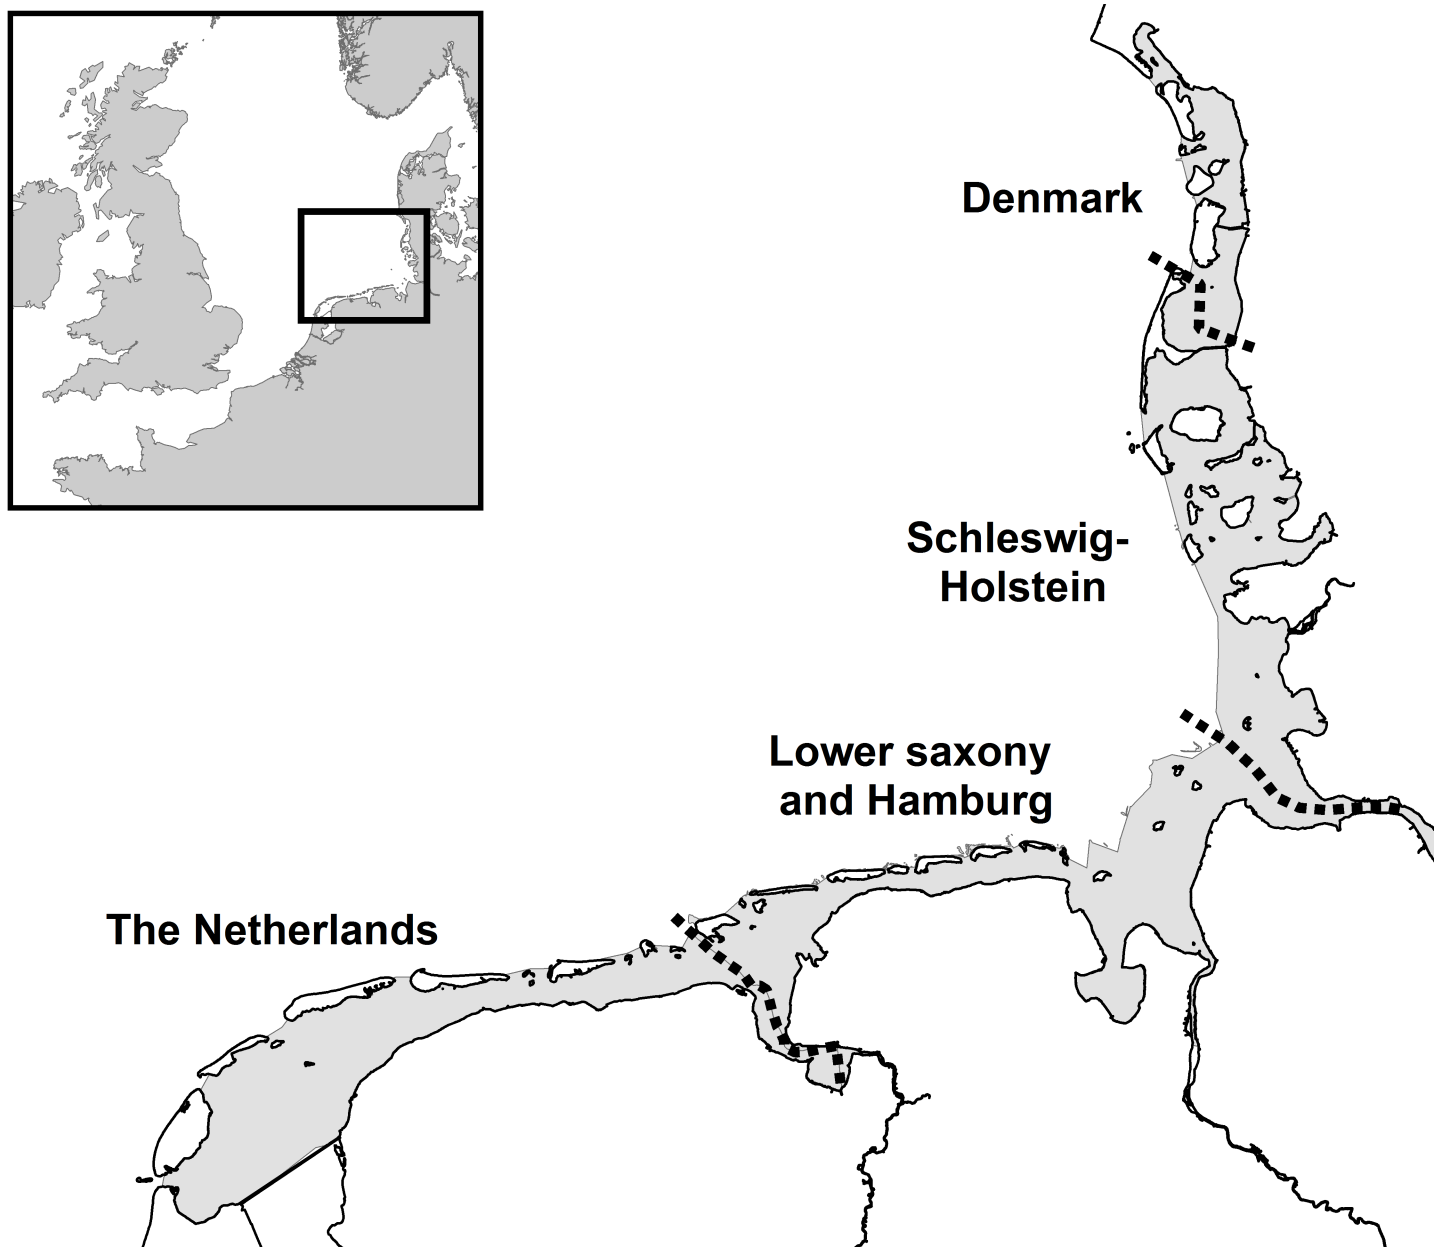 Denmark
Schleswig-
Holstein
Lower saxony
and Hamburg
The Netherlands